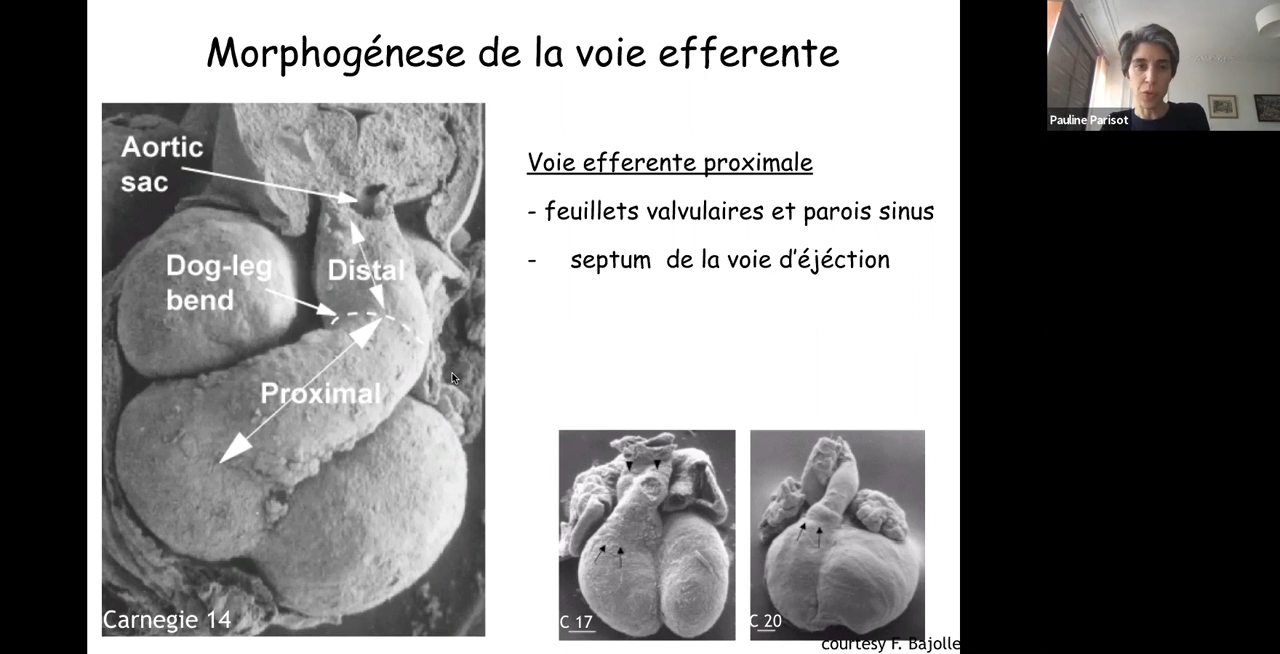 Morphogénese de la voie efferente
Aortic
sac
Dog-leg
bend
Distal
Proximal
Carnegie 14
Voie efferente proximale
- feuillets valvulaires et parois sinus
- septum de la voie d'éjéction
C 17
C 20
courtesy F. Bajolle
Pauline Parisot